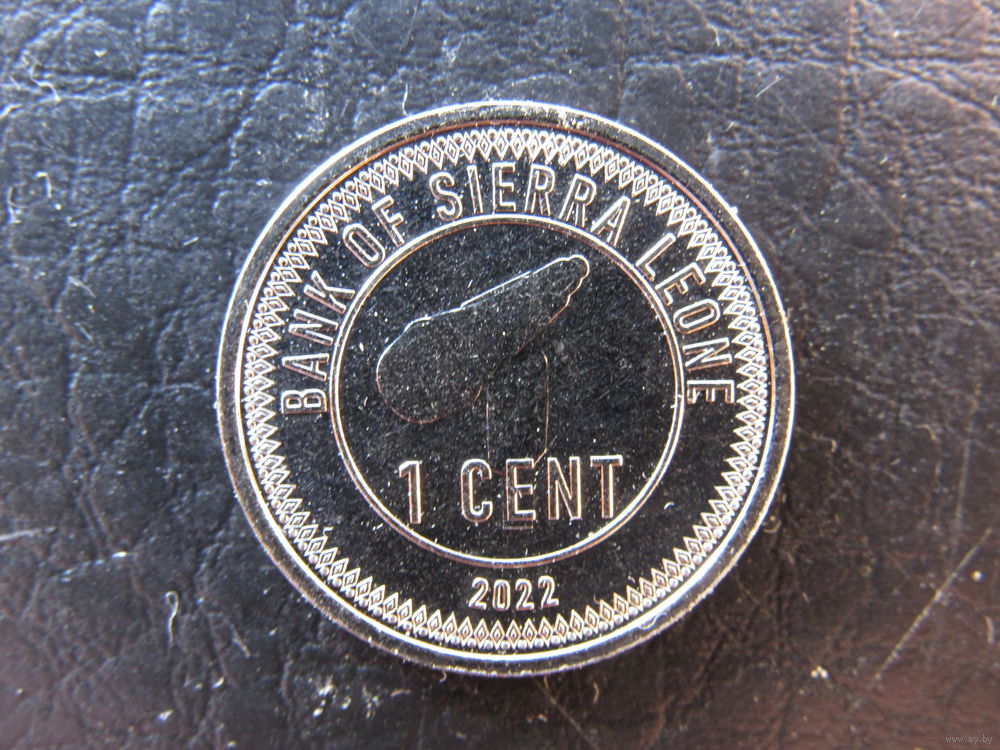 BANK OF SIERRA LEONE
1 CENT
2022
www.ay.by